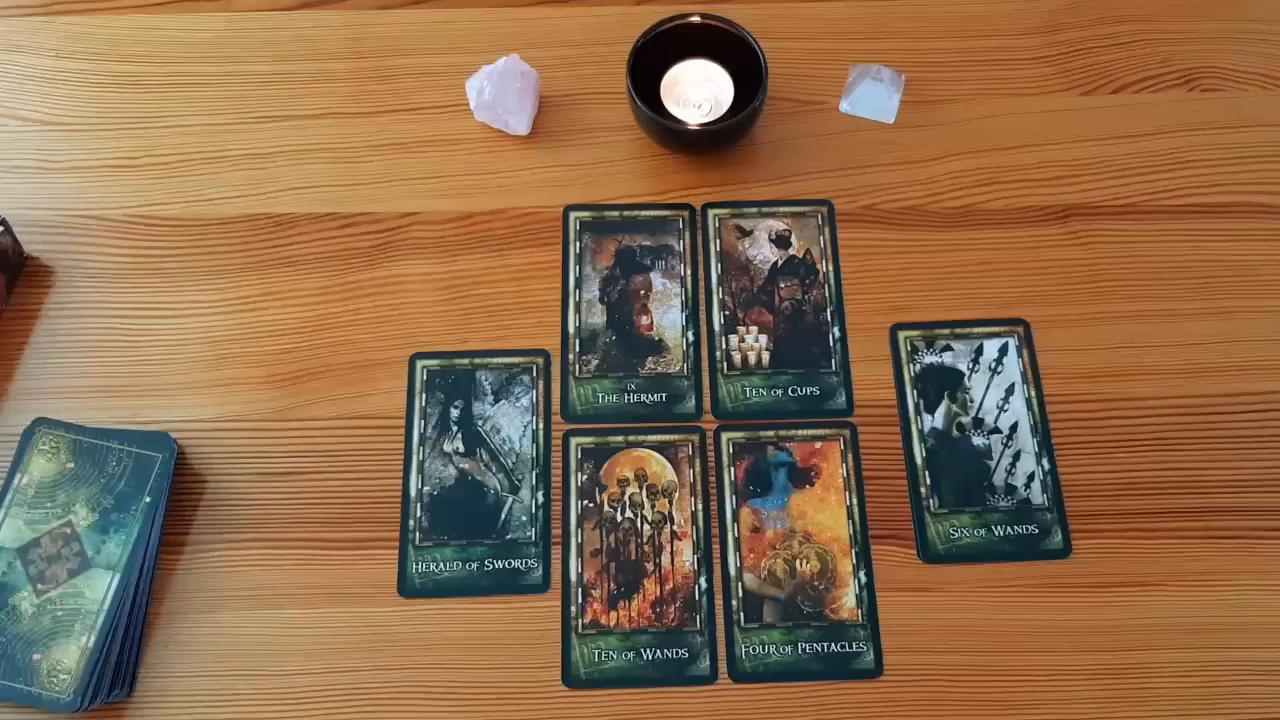 IX
THE HERMIT
TEN OF CUPS
HERALD OF SWORDS
TEN OF WANDS
FOUR OF PENTACLES
SIX OF WANDS